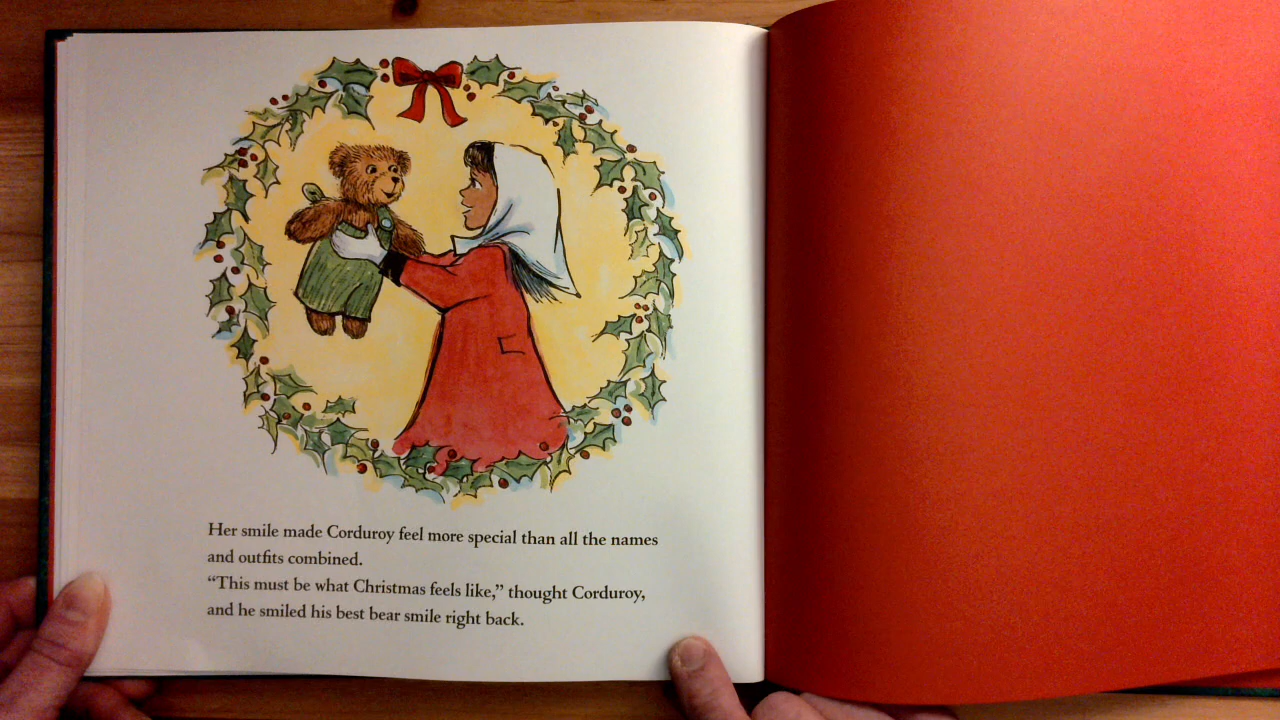 Her smile made Corduroy feel more special than all the names
and outfits combined.
“This must be what Christmas feels like,” thought Corduroy,
and he smiled his best bear smile right back.